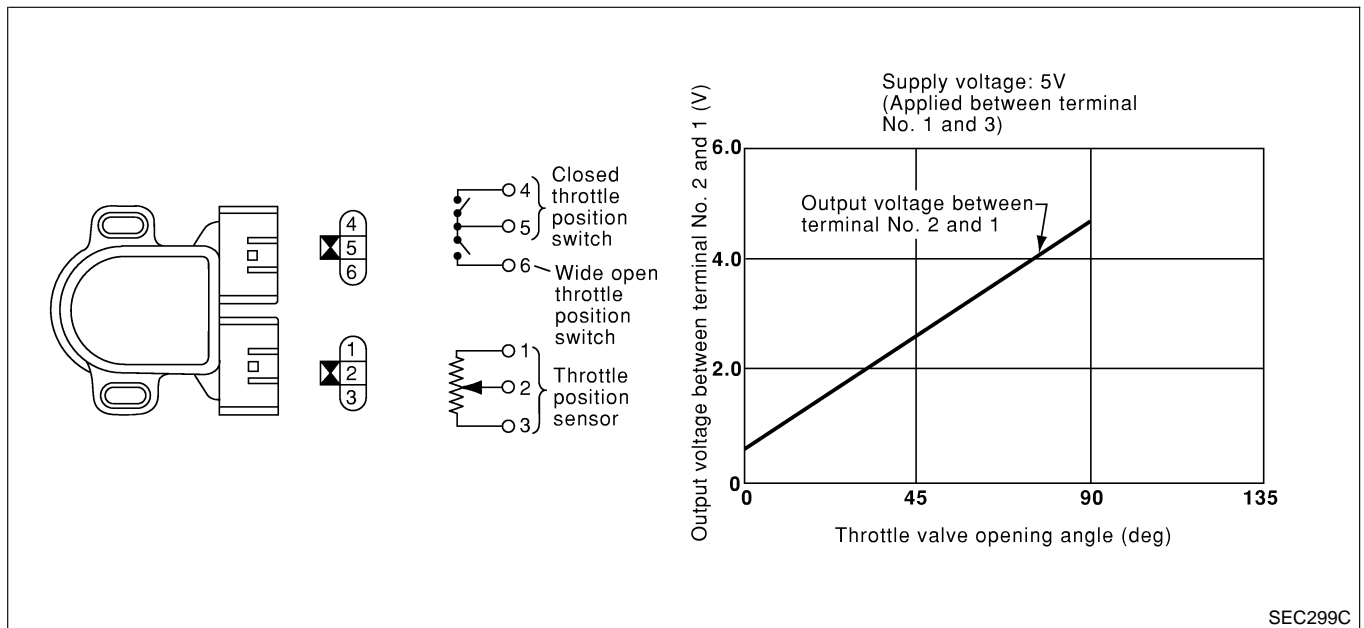 4
5
6
1
2
3
4
5
6
Closed
throttle
position
switch
Wide open
throttle
position
switch
1
2
3
Throttle
position
sensor
Supply voltage: 5V
(Applied between terminal
No. 1 and 3)
Output voltage between terminal No. 2 and 1 (V)
6.0
4.0
2.0
0
Output voltage between
terminal No. 2 and 1
0
45
90
135
Throttle valve opening angle (deg)
SEC299C